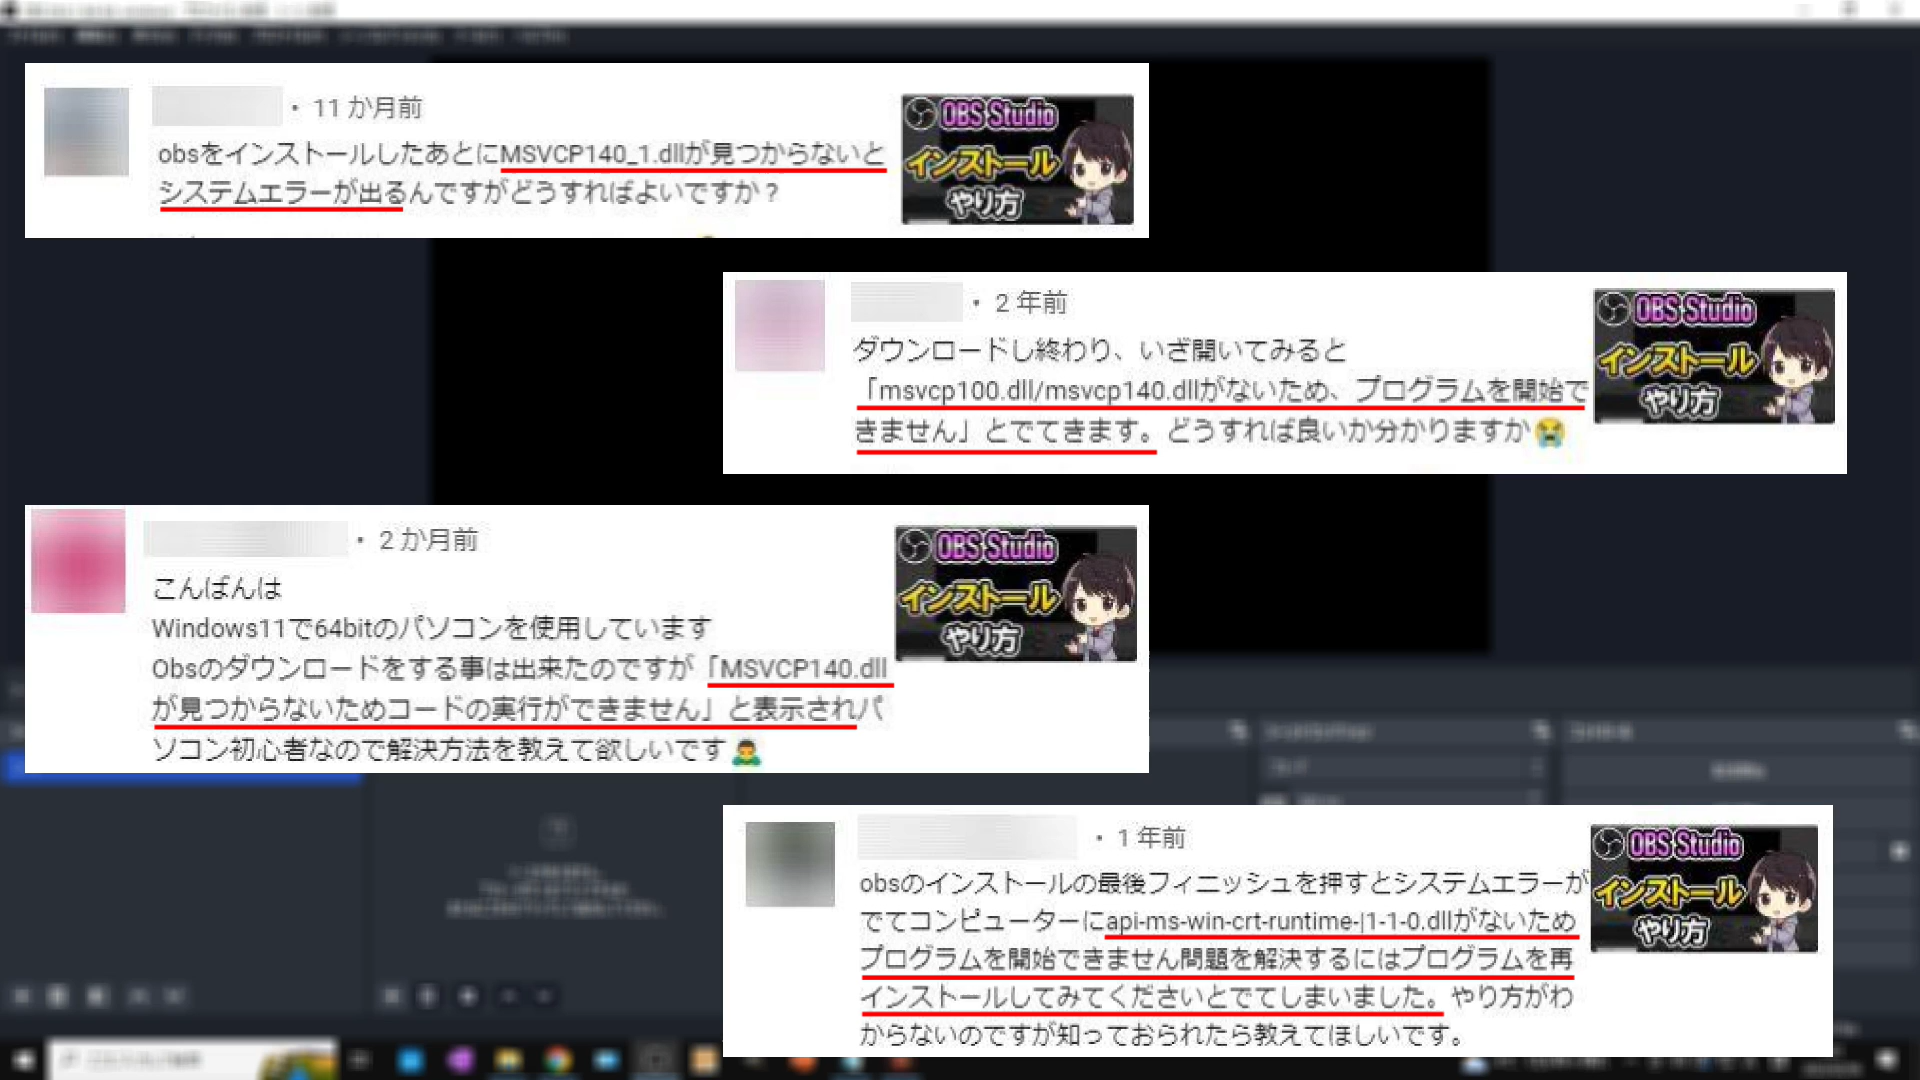 ・ 11 か月前
obsをインストールしたあとにMSVCP140_1.dllが見つからないと
システムエラーが出るんですがどうすればよいですか？
OBS Studio
インストール
やり方
・ 2 年前
ダウンロードし終わり、いざ開いてみると
「msvcp100.dll/msvcp140.dllがないため、プログラムを開始で
きません」とでてきます。どうすれば良いか分かりますか😭
OBS Studio
インストール
やり方
・ 2 か月前
こんばんは
Windows11で64bitのパソコンを使用しています
Obsのダウンロードをする事は出来たのですが「MSVCP140.dll
が見つからないためコードの実行ができません」と表示されパ
ソコン初心者なので解決方法を教えて欲しいです🙇‍♂️
OBS Studio
インストール
やり方
・ 1 年前
obsのインストールの最後フィニッシュを押すとシステムエラーが
でてコンピューターにapi-ms-win-crt-runtime-|1-1-0.dllがないため
プログラムを開始できません問題を解決するにはプログラムを再
インストールしてみてくださいとでてしまいました。やり方がわ
からないのですが知っておられたら教えてほしいです。
OBS Studio
インストール
やり方